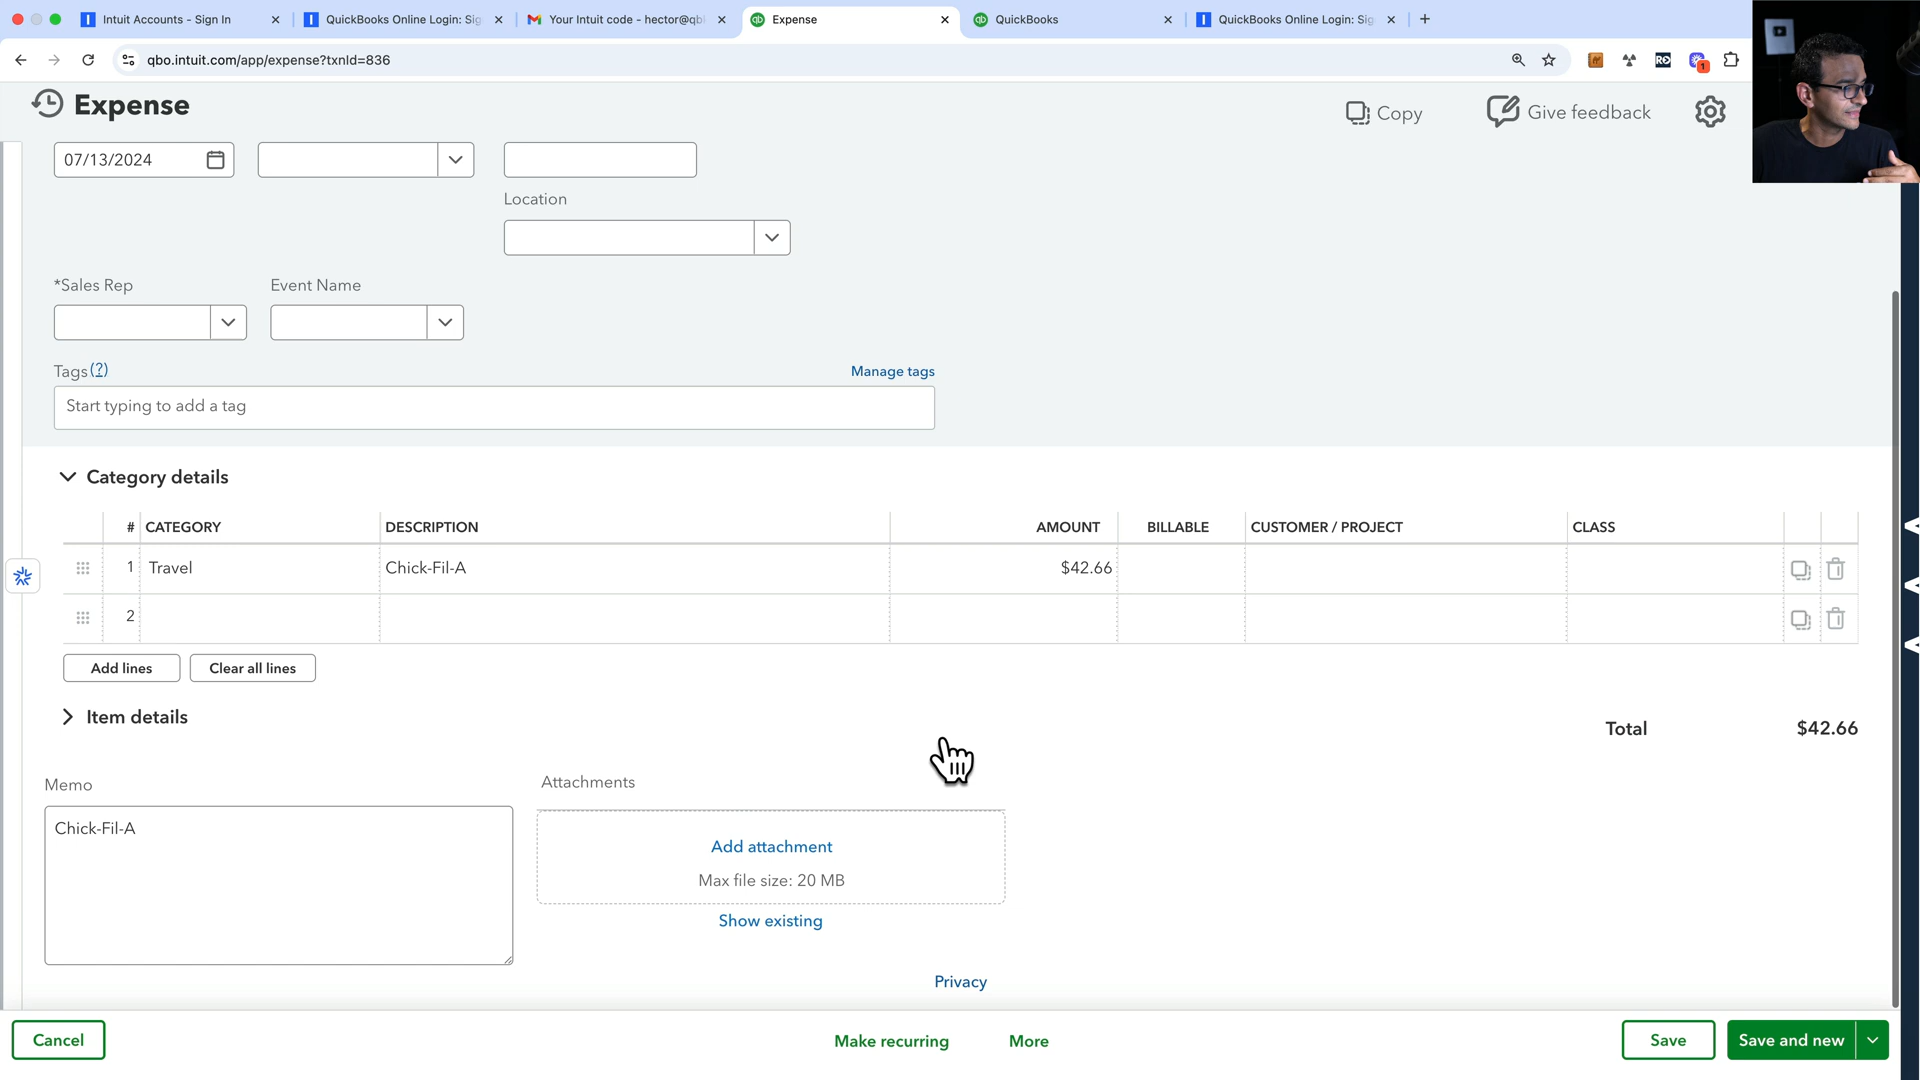 Intuit Accounts - Sign In
QuickBooks Online Login: Sig
Your Intuit code - hector@qb
Expense
QuickBooks
QuickBooks Online Login: Sig
qbo.intuit.com/app/expense?txnId=836
1
Expense
Copy
Give feedback
07/13/2024
Location
*Sales Rep
Event Name
Tags (?)
Manage tags
Start typing to add a tag
Category details
# CATEGORY DESCRIPTION AMOUNT BILLABLE CUSTOMER / PROJECT CLASS
1 Travel Chick-Fil-A $42.66
2
Add lines
Clear all lines
Item details
Total $42.66
Memo
Attachments
Chick-Fil-A
Add attachment
Max file size: 20 MB
Show existing
Privacy
Cancel
Make recurring
More
Save
Save and new